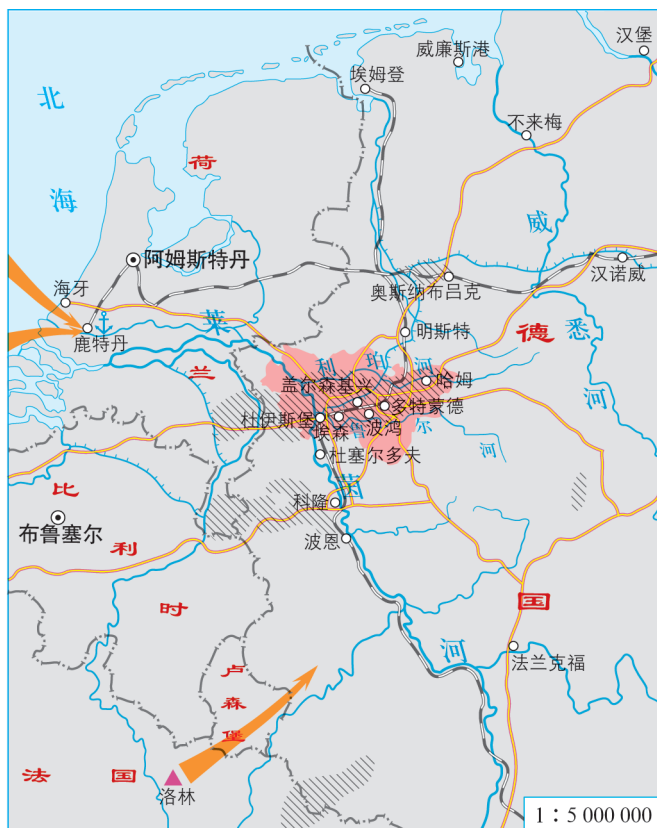 汉堡
威廉斯港
埃姆登
北海
不来梅
荷兰
威悉河
阿姆斯特丹
汉诺威
奥斯纳布吕克
海牙
莱茵河
鹿特丹
明斯特
德国
利珀河
哈姆
盖尔森基兴
多特蒙德
杜伊斯堡
埃森
波鸿
鲁尔河
杜塞尔多夫
比利时
科隆
布鲁塞尔
波恩
法兰克福
卢森堡
法国
洛林
1∶5 000 000